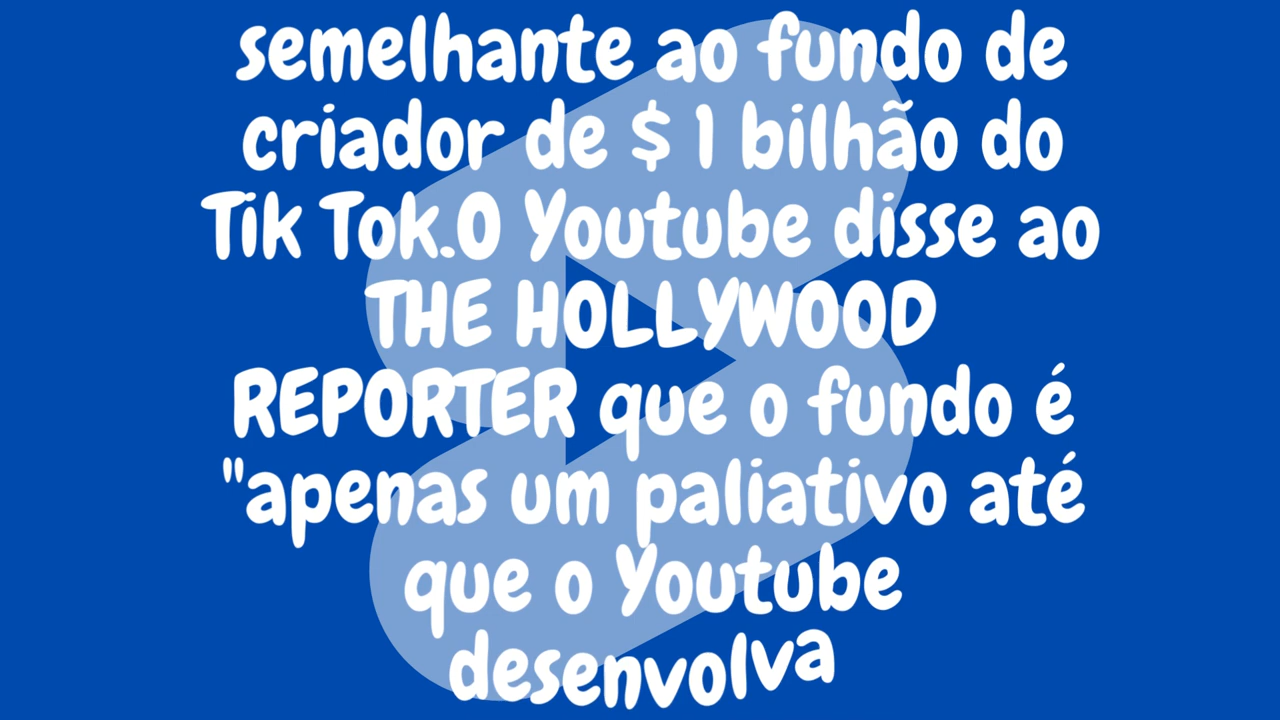 semelhante ao fundo de
criador de $ 1 bilhão do
Tik Tok.O Youtube disse ao
THE HOLLYWOOD
REPORTER que o fundo é
"apenas um paliativo até
que o Youtube
desenvolva